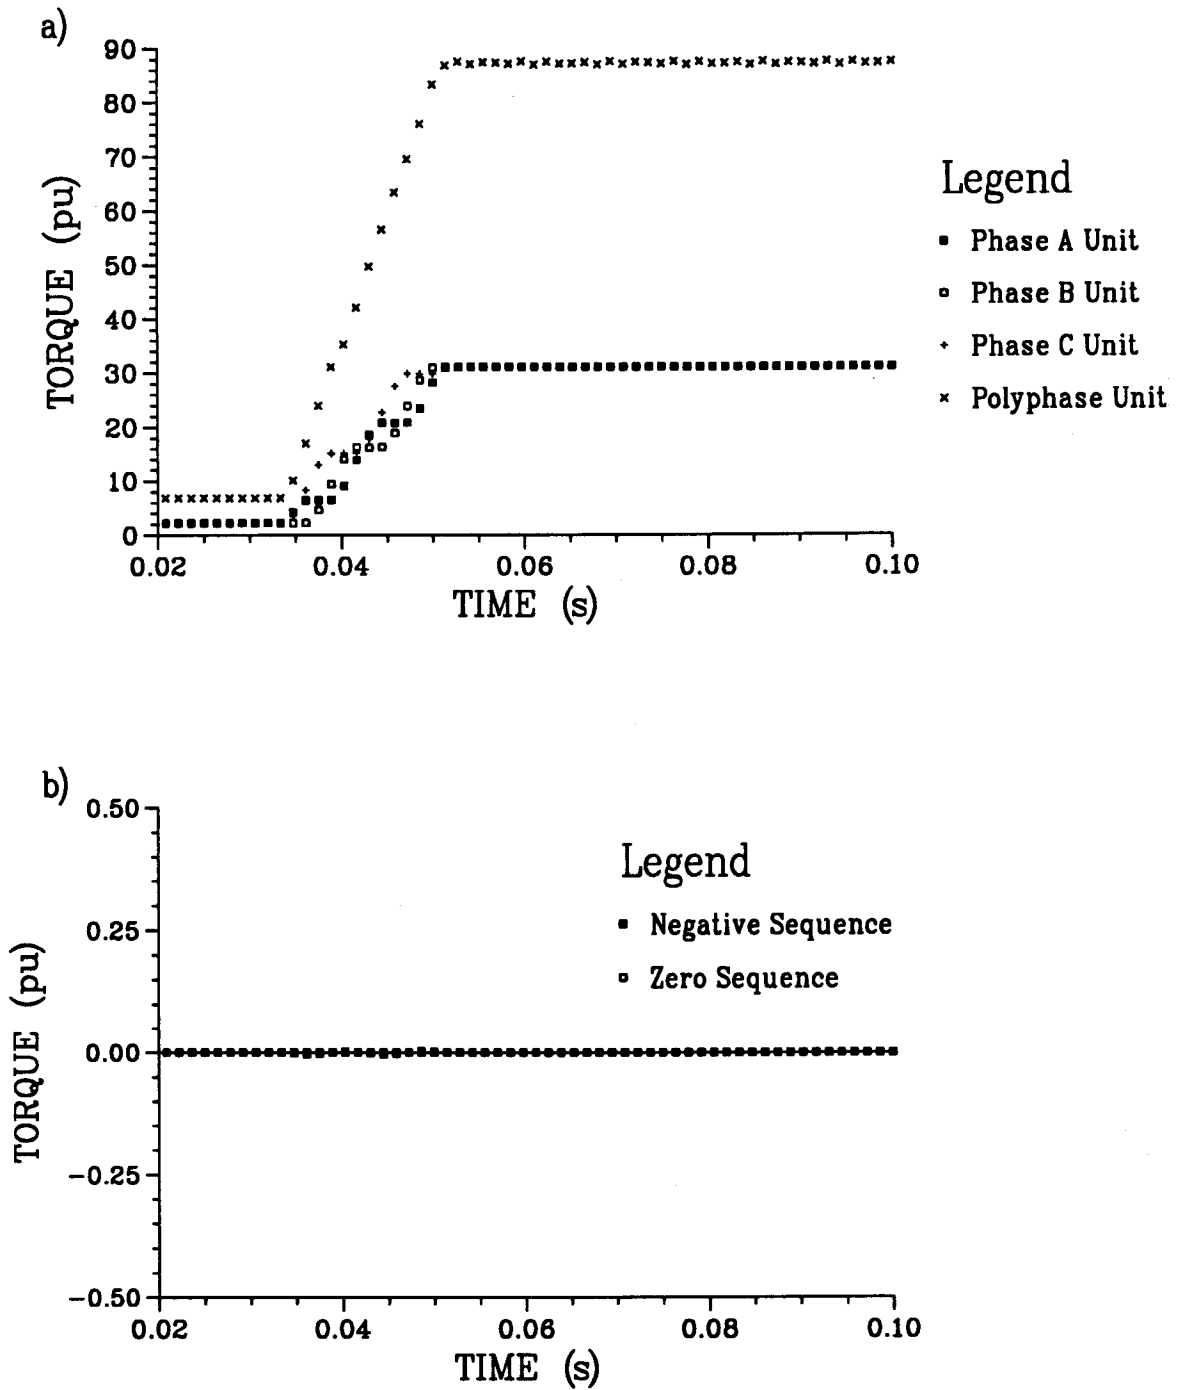 a)
90
80
70
60
50
40
30
20
10
0
TORQUE (pu)
0.02 0.04 0.06 0.08 0.10
TIME (s)
Legend
Phase A Unit
Phase B Unit
Phase C Unit
Polyphase Unit
b)
0.50
0.25
0.00
−0.25
−0.50
TORQUE (pu)
Legend
Negative Sequence
Zero Sequence
0.02 0.04 0.06 0.08 0.10
TIME (s)